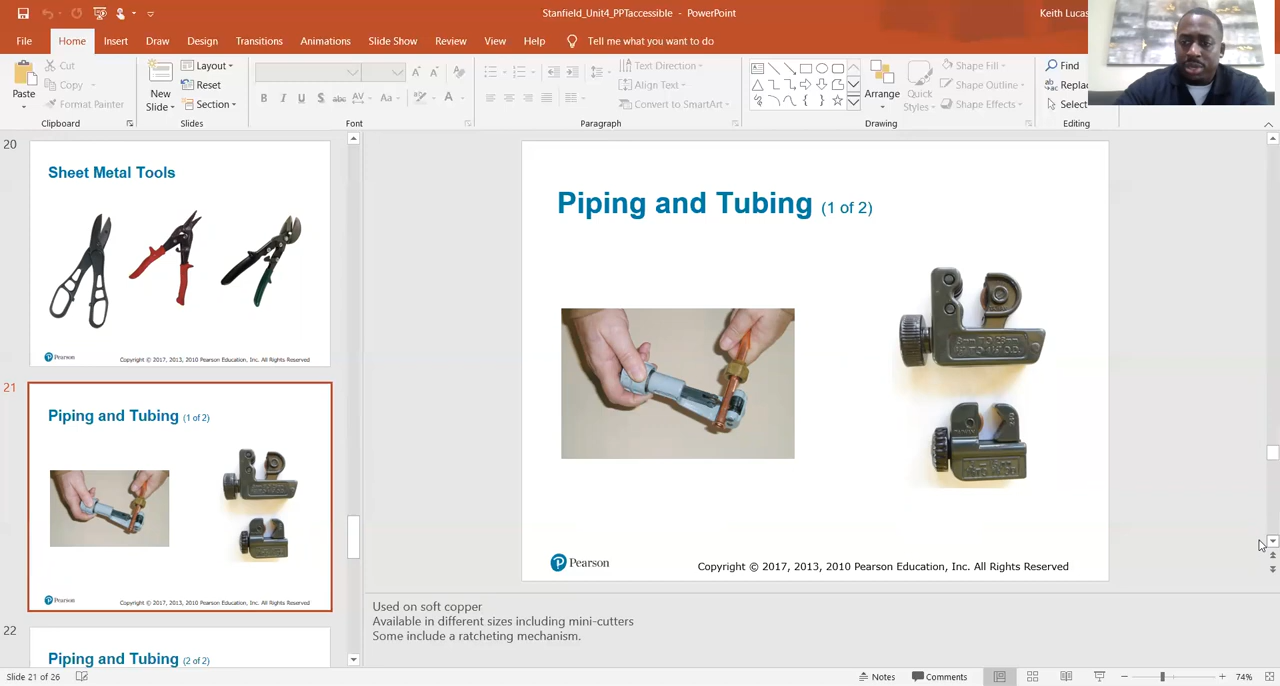 Stanfield_Unit4_PPTaccessible - PowerPoint
Keith Lucas
File Home Insert Draw Design Transitions Animations Slide Show Review View Help Tell me what you want to do
Paste
Cut
Copy
Format Painter
Clipboard
New Slide
Layout
Reset
Section
Slides
B I U S abc AV Aa A
Font
Text Direction
Align Text
Convert to SmartArt
Paragraph
Arrange
Quick Styles
Shape Fill
Shape Outline
Shape Effects
Drawing
Find
Replac
Select
Editing
20
Sheet Metal Tools
Pearson
Copyright © 2017, 2013, 2010 Pearson Education, Inc. All Rights Reserved
21
Piping and Tubing (1 of 2)
Pearson
Copyright © 2017, 2013, 2010 Pearson Education, Inc. All Rights Reserved
22
Piping and Tubing (2 of 2)
Piping and Tubing (1 of 2)
Pearson
Copyright © 2017, 2013, 2010 Pearson Education, Inc. All Rights Reserved
Used on soft copper
Available in different sizes including mini-cutters
Some include a ratcheting mechanism.
Slide 21 of 26
Notes
Comments
74%